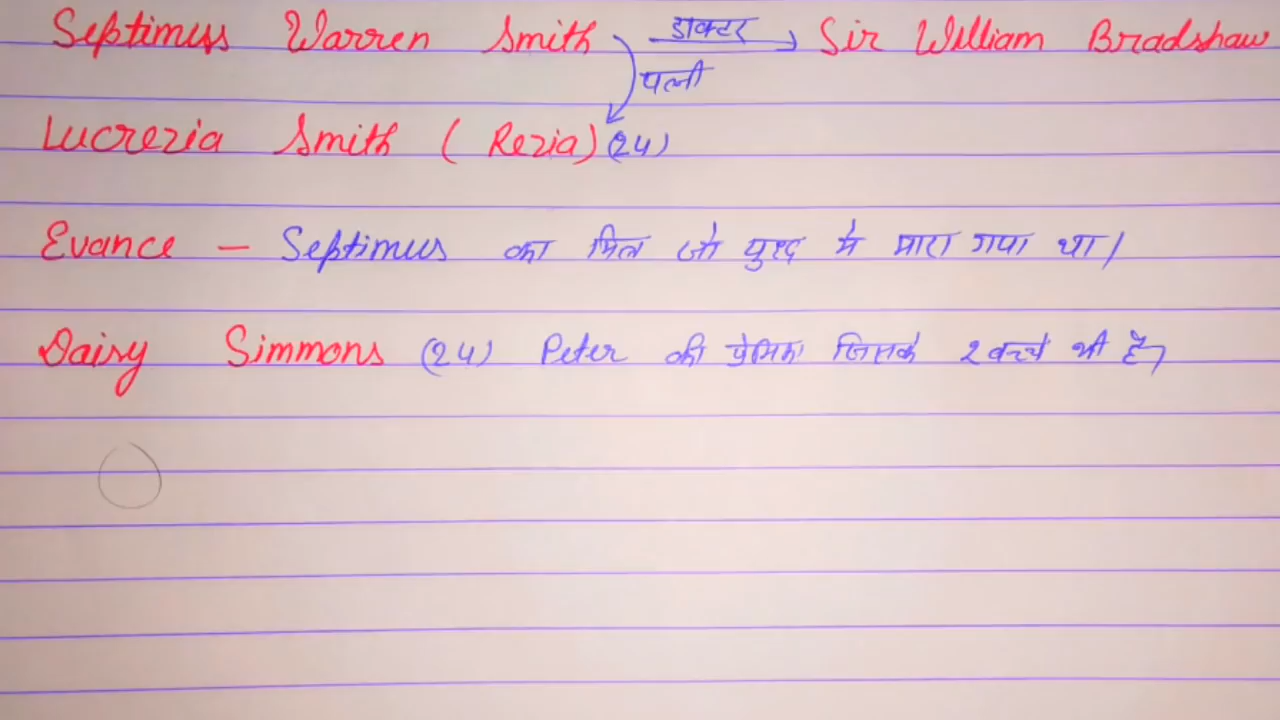 Septimuss Warren Smith डाक्टर Sir William Bradshaw
पत्नी
Lucrezia Smith ( Rezia) (24)
Evance – Septimus का मित्र जो युद्ध मे मारा गया था।
Daisy Simmons (24) Peter की प्रेमिका जिसके 2 बच्चे भी है,